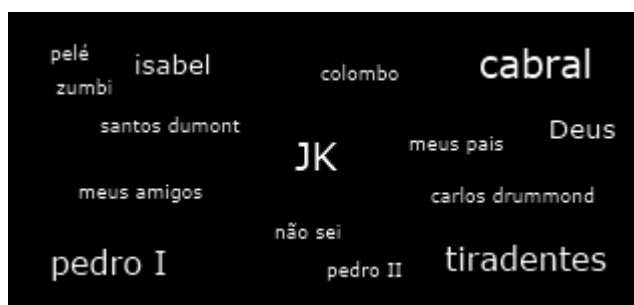 pelé
isabel
cabral
colombo
zumbi
santos dumont
Deus
meus pais
JK
meus amigos
carlos drummond
não sei
tiradentes
pedro I
pedro II